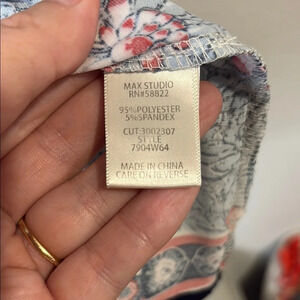 MAX STUDIO
RN#58822
95%POLYESTER
5%SPANDEX
CUT:3002307
STYLE
7904W64
MADE IN CHINA
CARE ON REVERSE